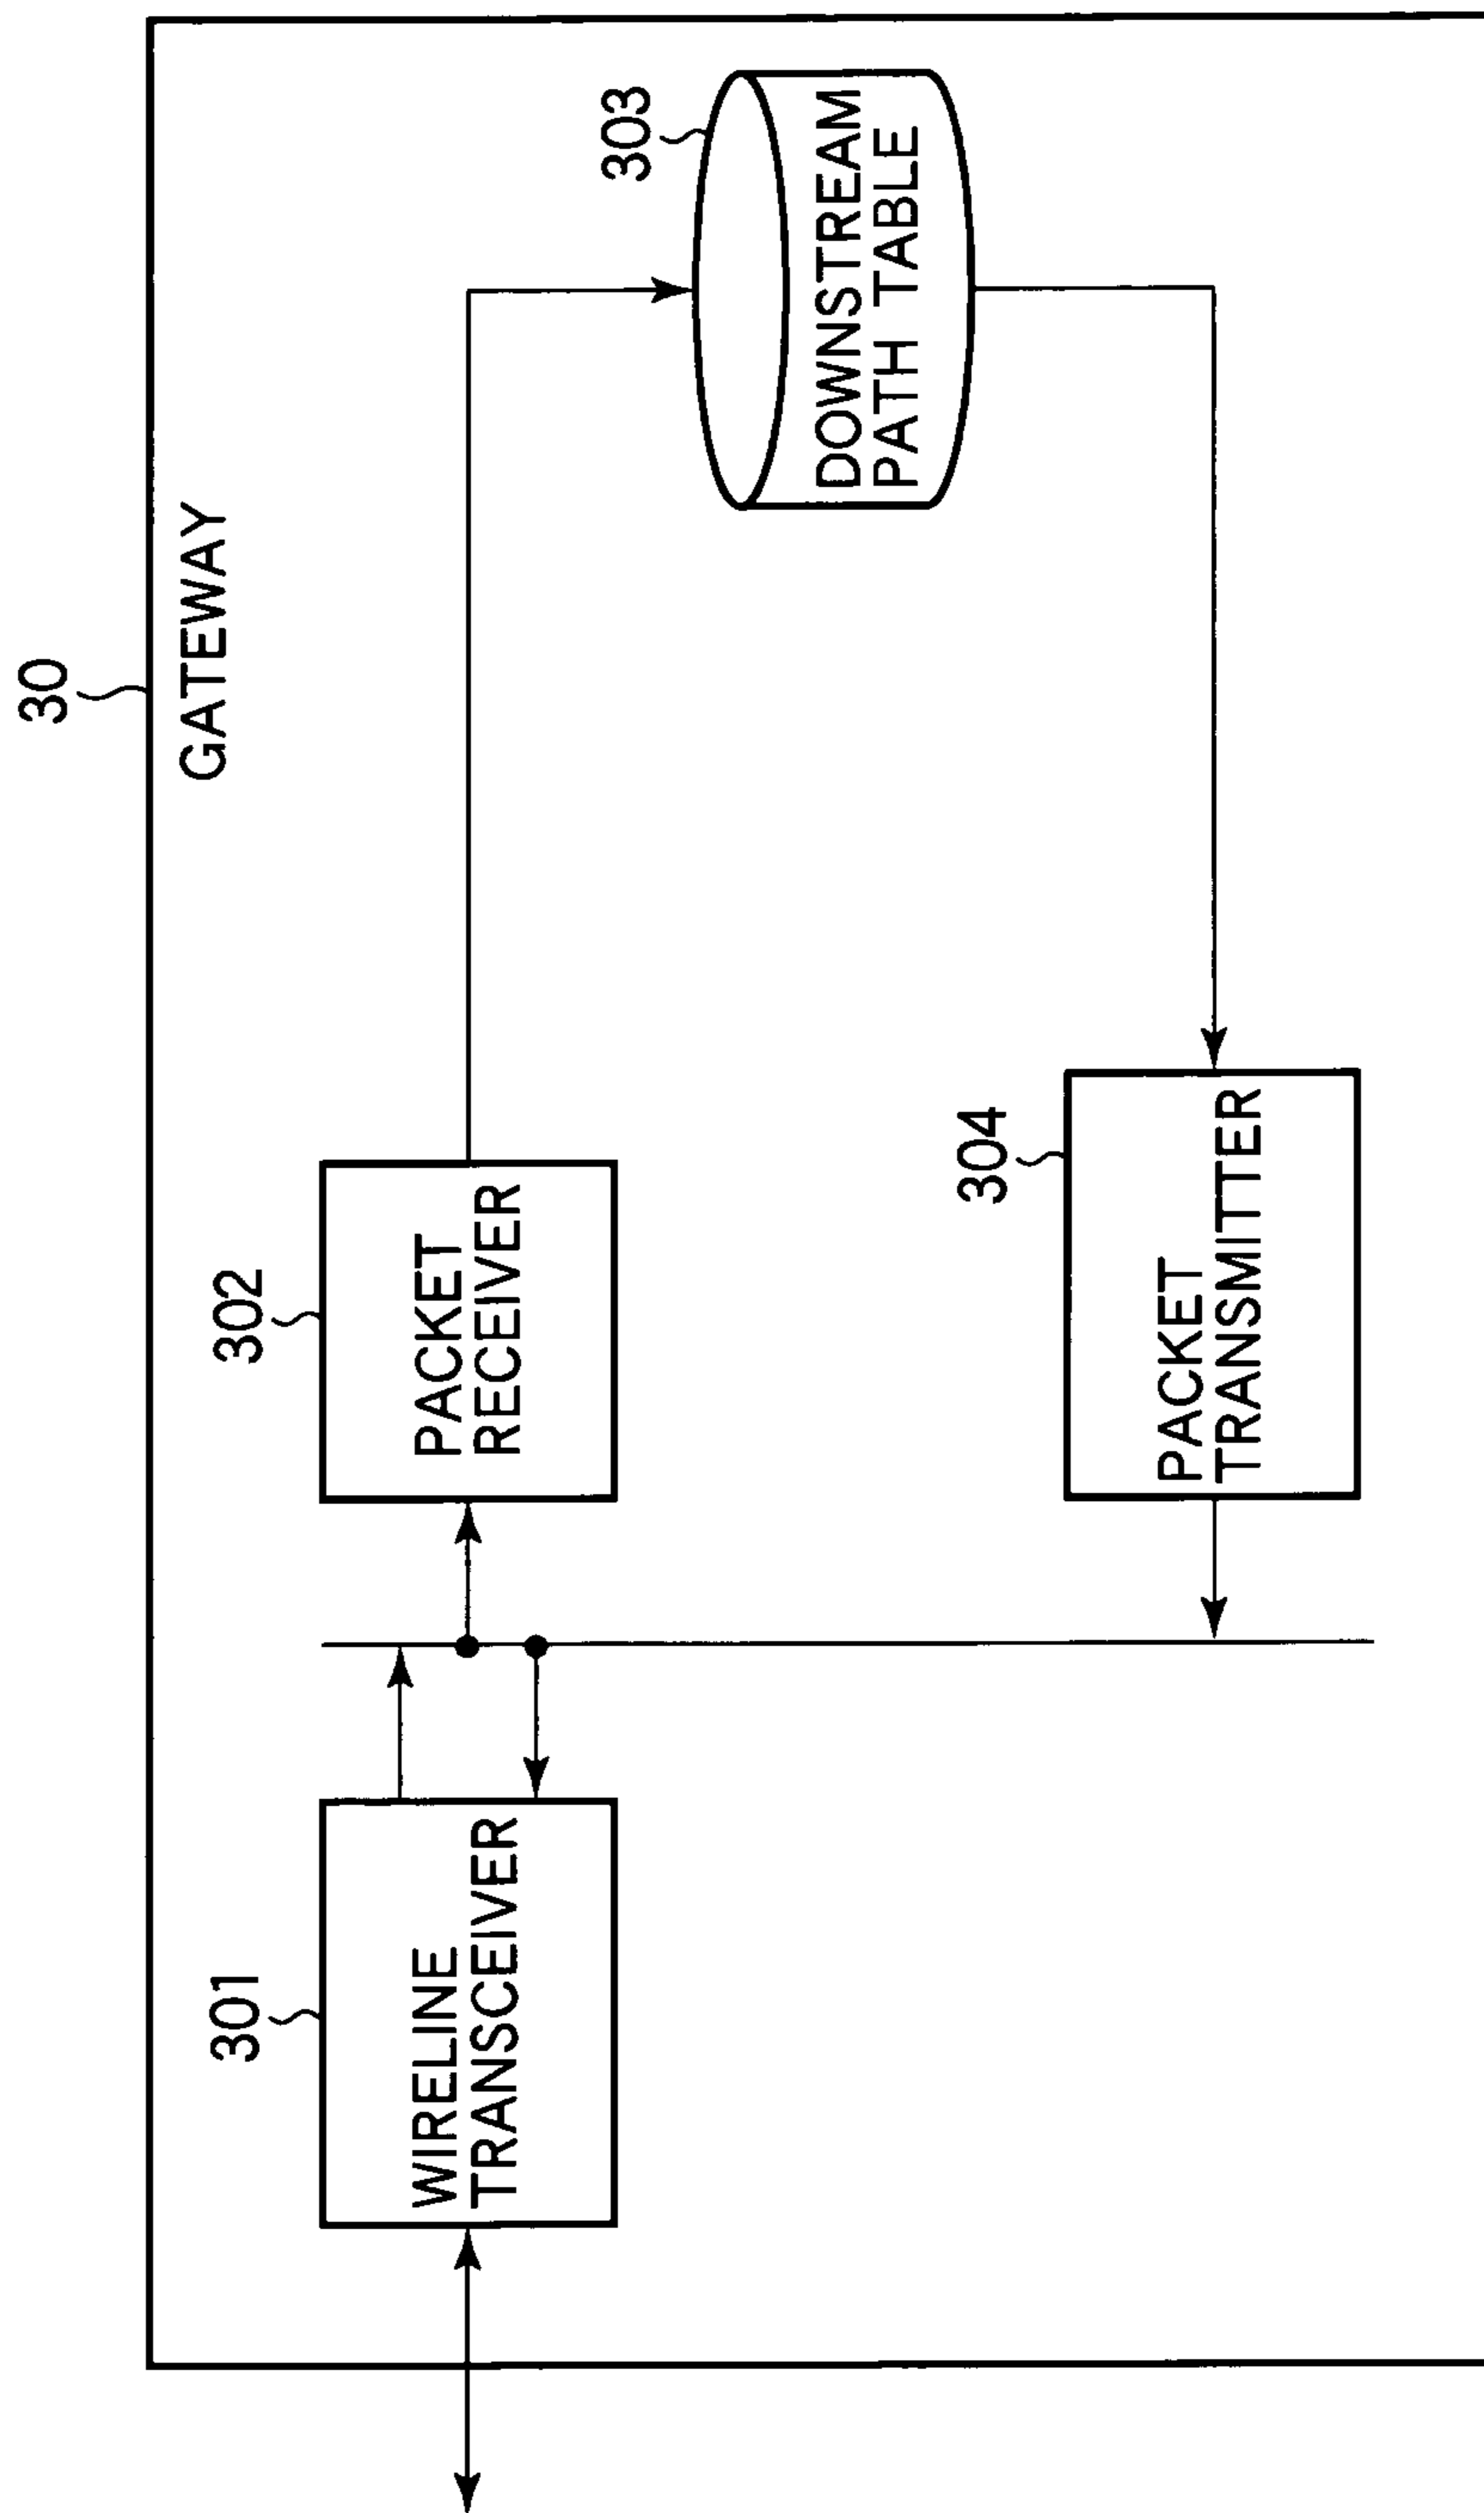 30
GATEWAY
301
WIRELINE
TRANSCEIVER
302
PACKET
RECEIVER
303
DOWNSTREAM
PATH TABLE
304
PACKET
TRANSMITTER